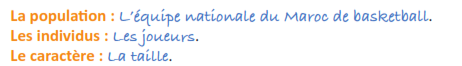 La population : L'équipe nationale du Maroc de basketball.
Les individus : Les joueurs.
Le caractère : La taille.